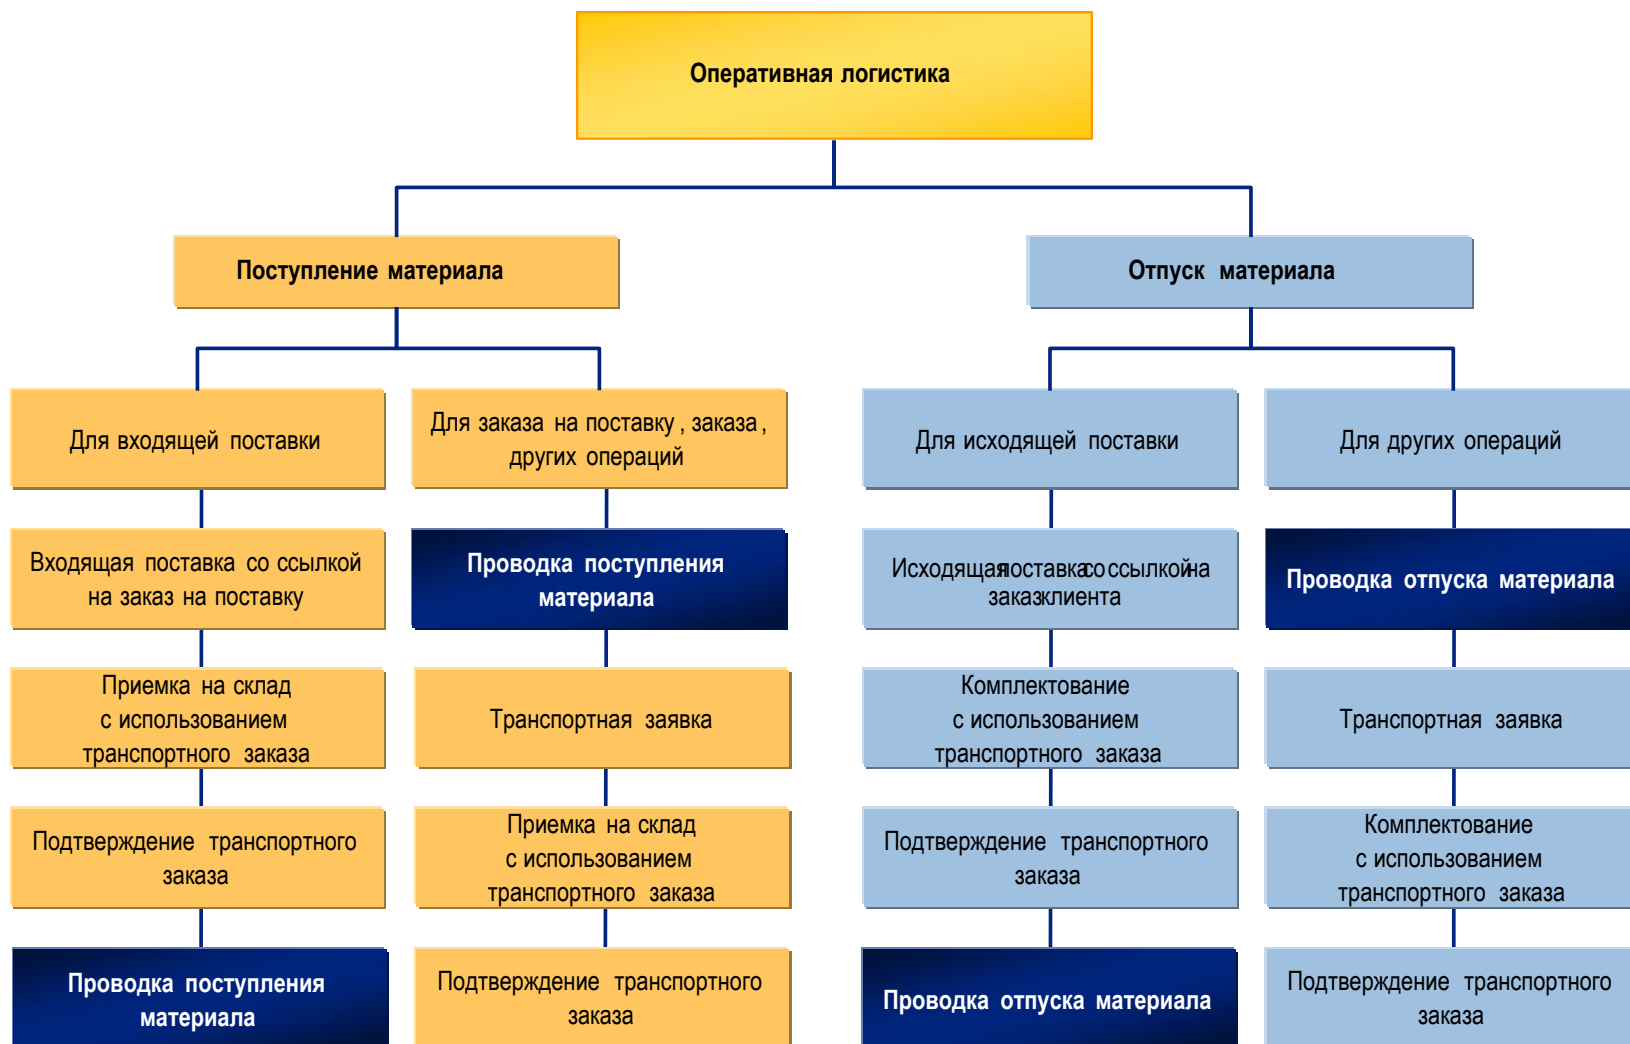 Оперативная логистика
Поступление материала
Отпуск материала
Для входящей поставки
Для заказа на поставку, заказа,
других операций
Для исходящей поставки
Для других операций
Входящая поставка со ссылкой
на заказ на поставку
Проводка поступления
материала
Исходящая поставка со ссылкой на
заказ клиента
Проводка отпуска материала
Приемка на склад
с использованием
транспортного заказа
Транспортная заявка
Комплектование
с использованием
транспортного заказа
Транспортная заявка
Подтверждение транспортного
заказа
Приемка на склад
с использованием
транспортного заказа
Подтверждение транспортного
заказа
Комплектование
с использованием
транспортного заказа
Проводка поступления
материала
Подтверждение транспортного
заказа
Проводка отпуска материала
Подтверждение транспортного
заказа